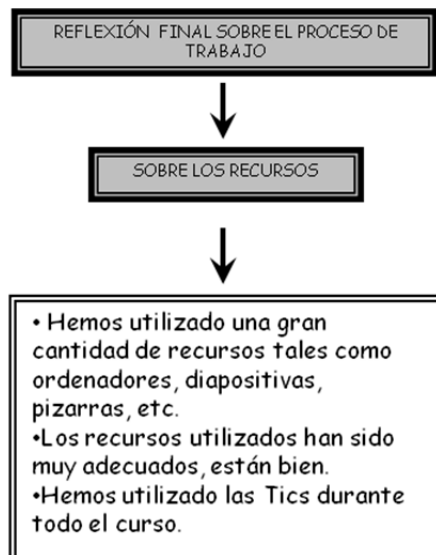 REFLEXIÓN FINAL SOBRE EL PROCESO DE
TRABAJO
SOBRE LOS RECURSOS
• Hemos utilizado una gran
cantidad de recursos tales como
ordenadores, diapositivas,
pizarras, etc.
•Los recursos utilizados han sido
muy adecuados, están bien.
•Hemos utilizado las Tics durante
todo el curso.